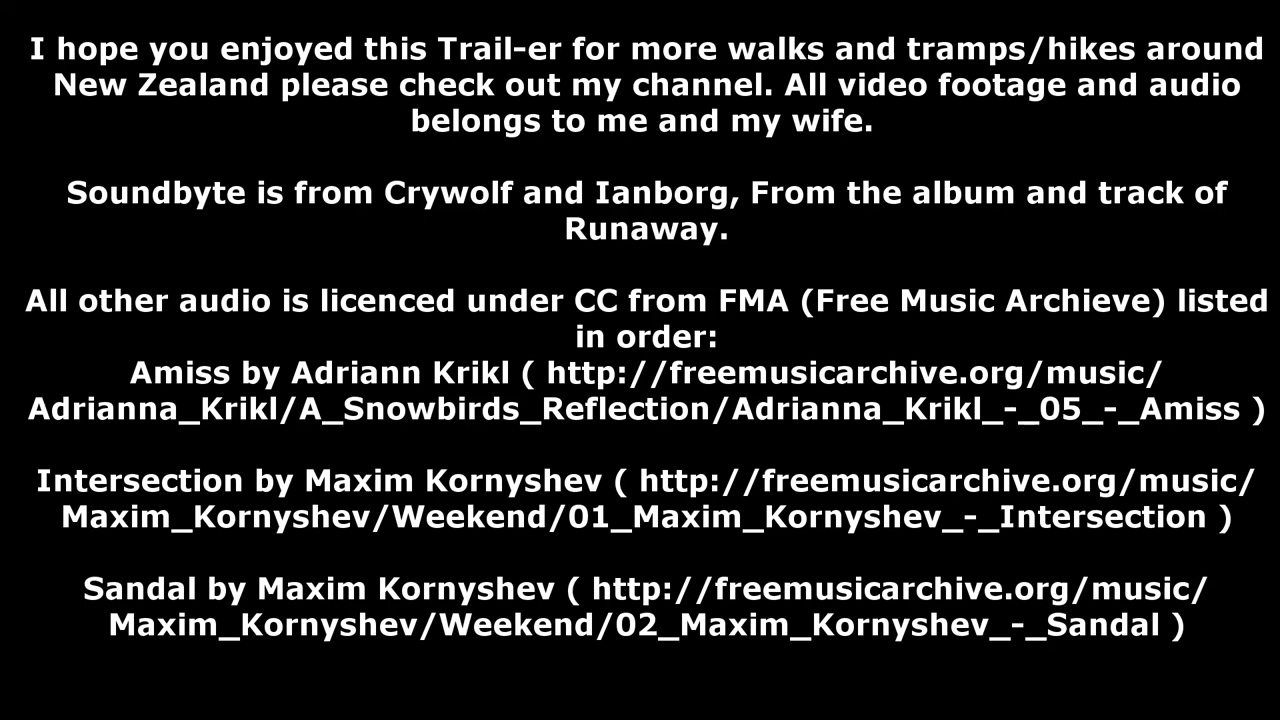 I hope you enjoyed this Trail-er for more walks and tramps/hikes around
New Zealand please check out my channel. All video footage and audio
belongs to me and my wife.
Soundbyte is from Crywolf and Ianborg, From the album and track of
Runaway.
All other audio is licenced under CC from FMA (Free Music Archieve) listed
in order:
Amiss by Adriann Krikl ( http://freemusicarchive.org/music/
Adrianna_Krikl/A_Snowbirds_Reflection/Adrianna_Krikl_-_05_-_Amiss )
Intersection by Maxim Kornyshev ( http://freemusicarchive.org/music/
Maxim_Kornyshev/Weekend/01_Maxim_Kornyshev_-_Intersection )
Sandal by Maxim Kornyshev ( http://freemusicarchive.org/music/
Maxim_Kornyshev/Weekend/02_Maxim_Kornyshev_-_Sandal )